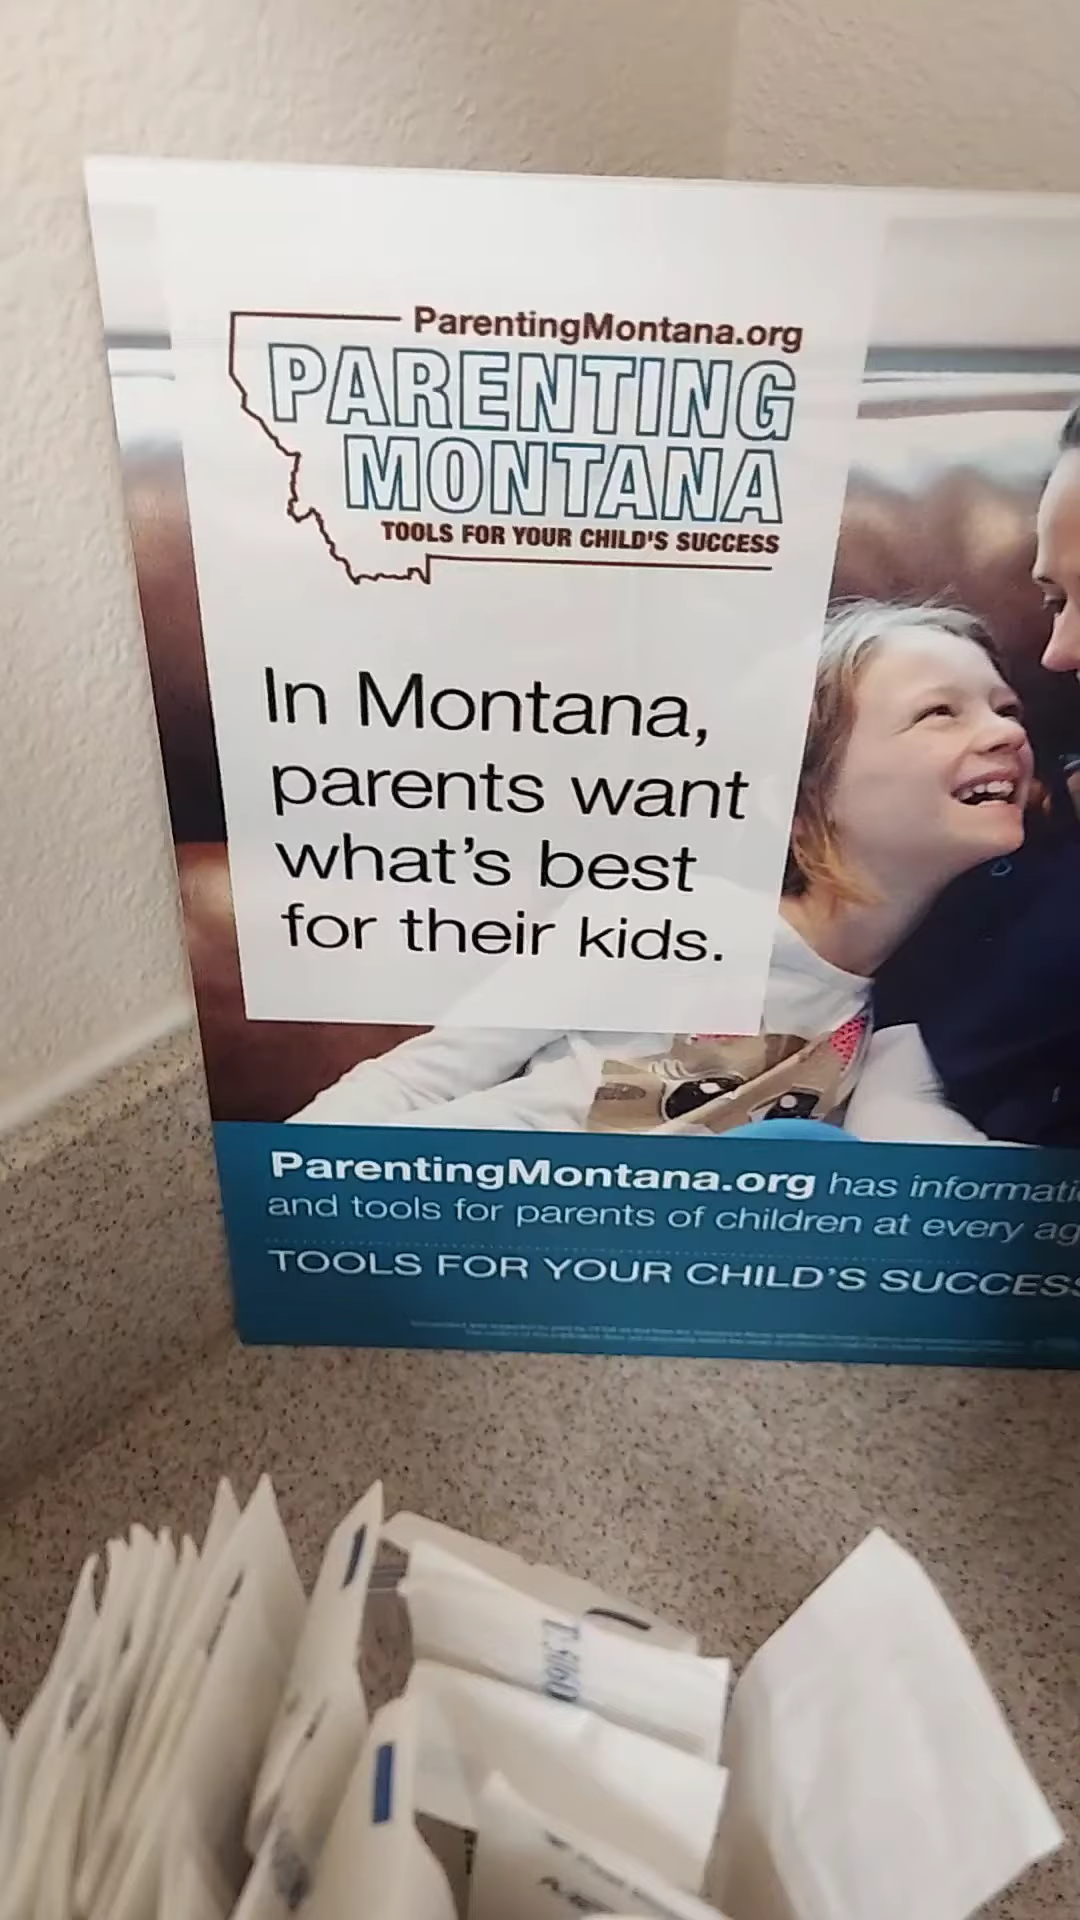 ParentingMontana.org
PARENTING
MONTANA
TOOLS FOR YOUR CHILD'S SUCCESS
In Montana,
parents want
what's best
for their kids.
ParentingMontana.org has informati
and tools for parents of children at every ag
TOOLS FOR YOUR CHILD'S SUCCESS